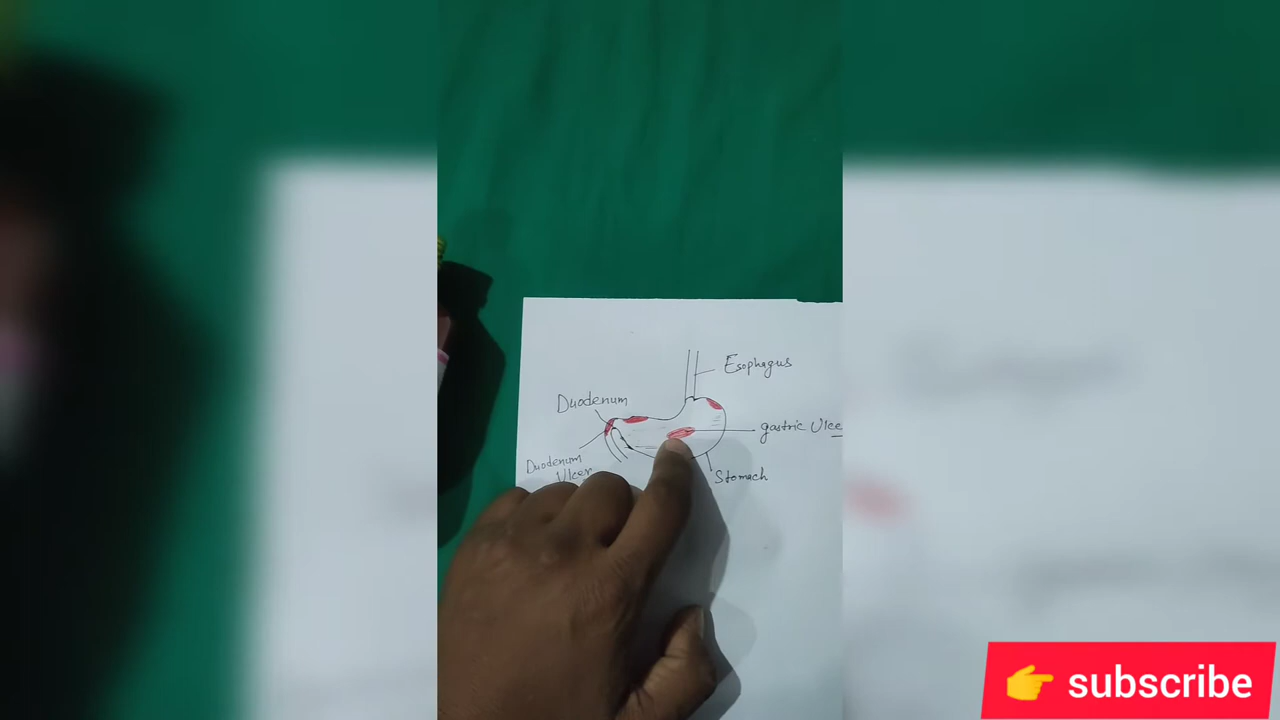 Esophagus
Duodenum
gastric Ulce
Duodenum
Ulcer
Stomach
subscribe